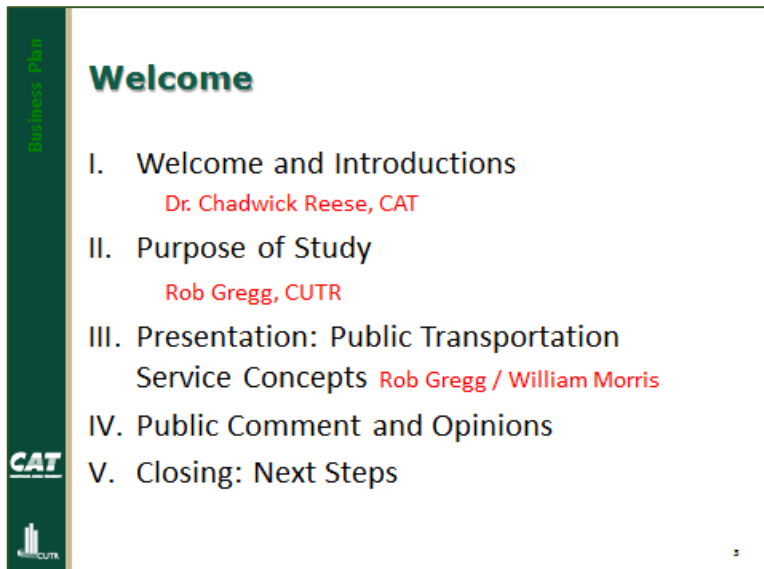 Business Plan
Welcome
I. Welcome and Introductions
Dr. Chadwick Reese, CAT
II. Purpose of Study
Rob Gregg, CUTR
III. Presentation: Public Transportation
Service Concepts Rob Gregg / William Morris
IV. Public Comment and Opinions
V. Closing: Next Steps
CAT
CUTR